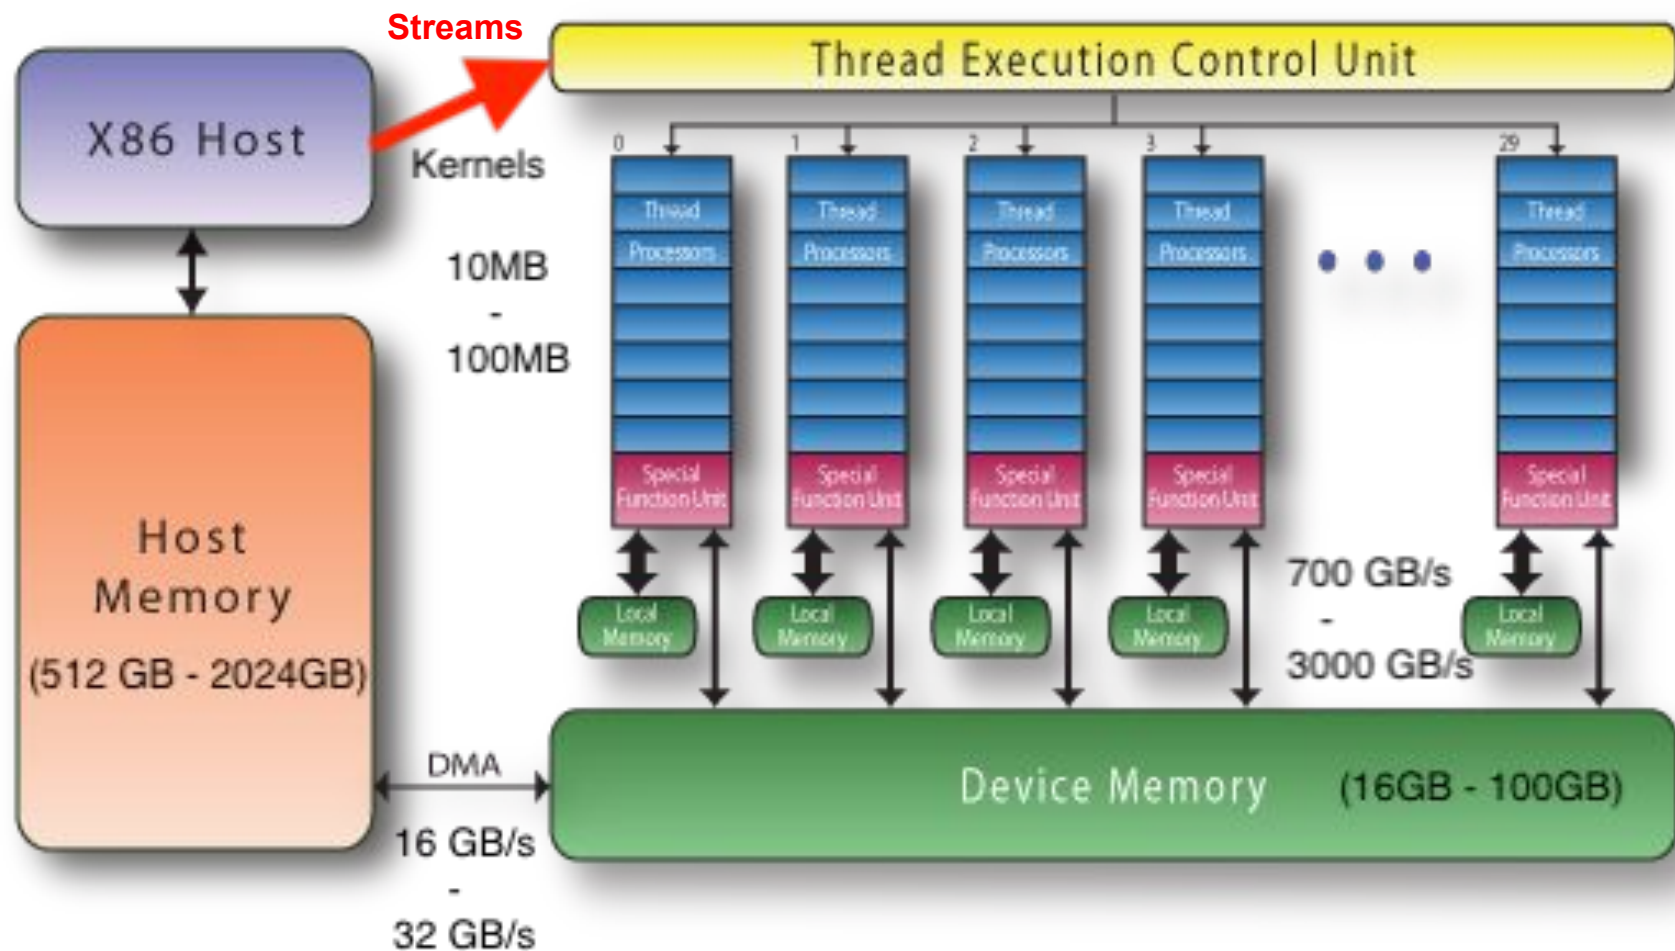 Streams
Thread Execution Control Unit
X86 Host
Kernels
0
1
2
3
29
Thread
Processors
Thread
Processors
Thread
Processors
Thread
Processors
Thread
Processors
10MB
-
100MB
Special
Function Unit
Special
Function Unit
Special
Function Unit
Special
Function Unit
Special
Function Unit
Host
Memory
(512 GB - 2024GB)
Local
Memory
Local
Memory
Local
Memory
Local
Memory
700 GB/s
-
3000 GB/s
Local
Memory
DMA
16 GB/s
-
32 GB/s
Device Memory
(16GB - 100GB)